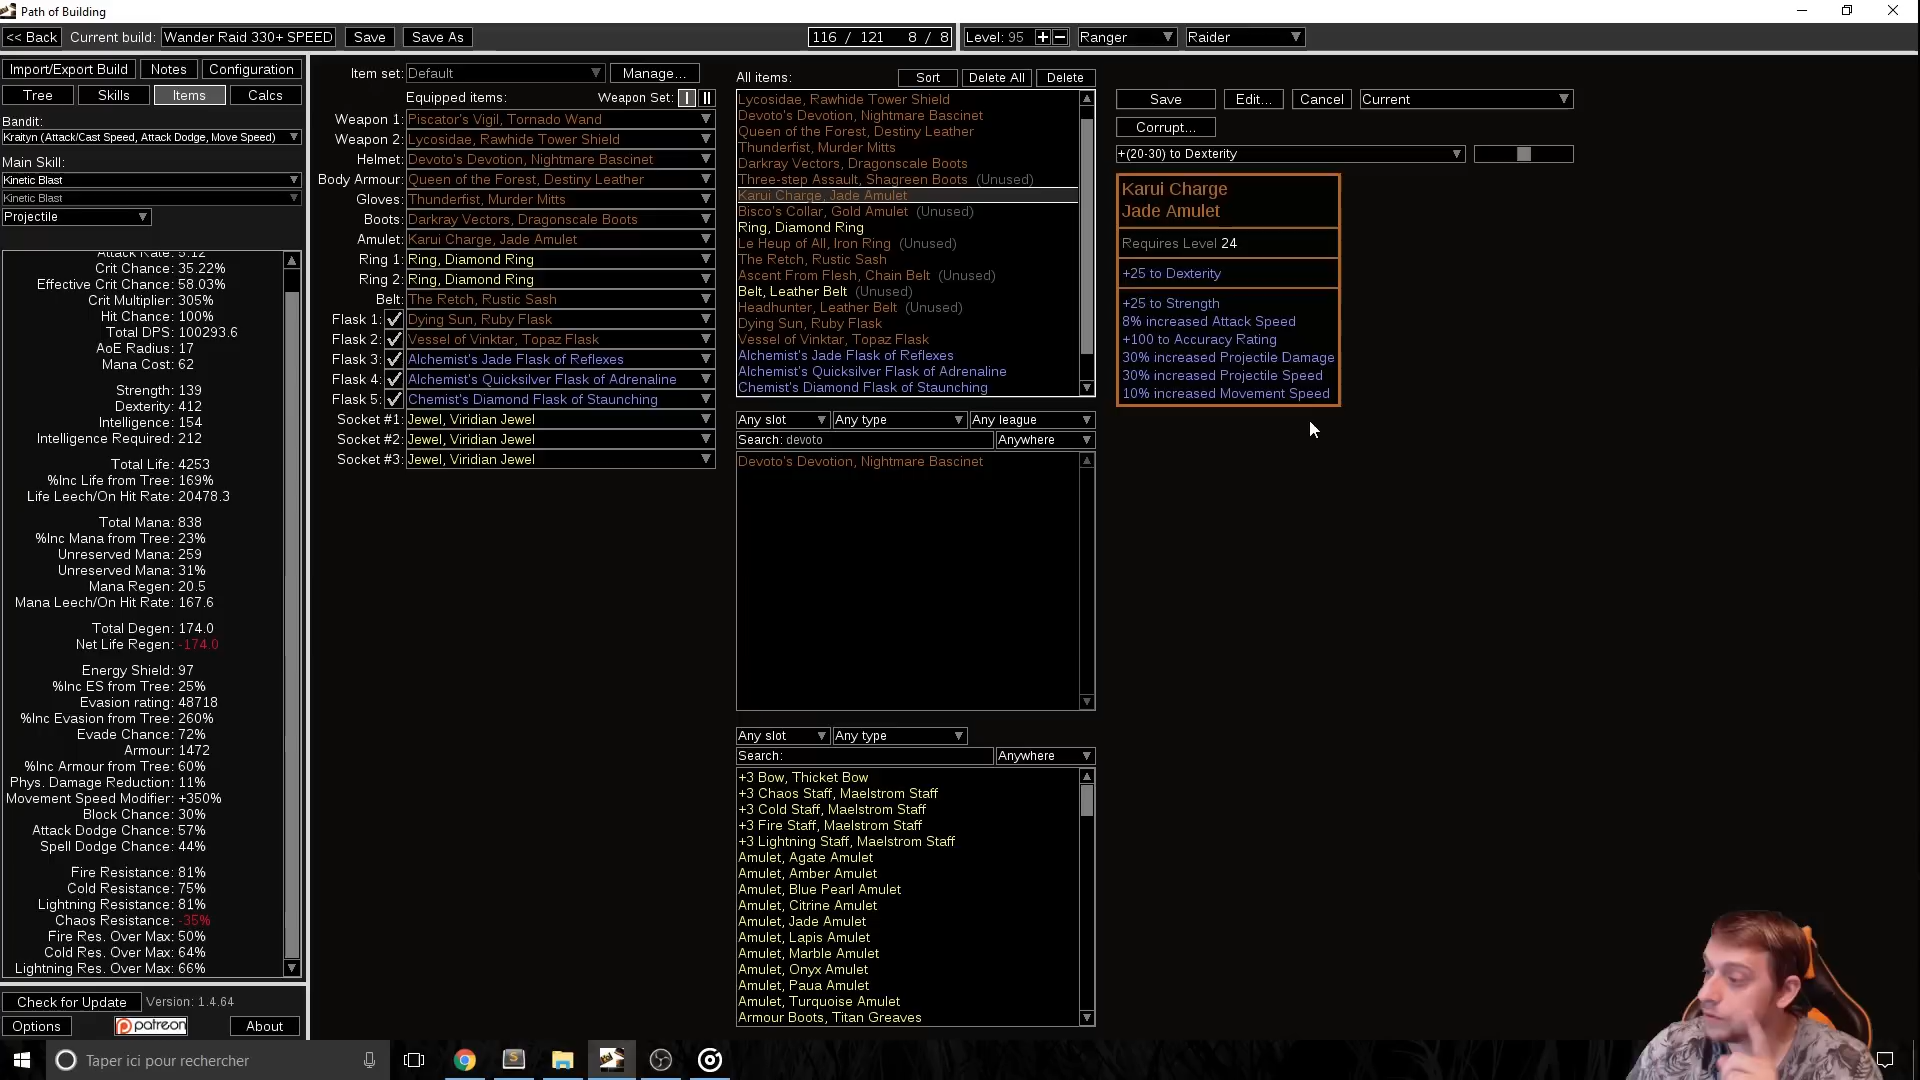 Path of Building
<< Back Current build: Wander Raid 330+ SPEED Save Save As 116 / 121 8 / 8 Level: 95 + − Ranger Raider
Import/Export Build Notes Configuration
Tree Skills Items Calcs
Bandit:
Kraityn (Attack/Cast Speed, Attack Dodge, Move Speed)
Main Skill:
Kinetic Blast
Kinetic Blast
Projectile
Attack Rate: 5.12
Crit Chance: 35.22%
Effective Crit Chance: 58.03%
Crit Multiplier: 305%
Hit Chance: 100%
Total DPS: 100293.6
AoE Radius: 17
Mana Cost: 62
Strength: 139
Dexterity: 412
Intelligence: 154
Intelligence Required: 212
Total Life: 4253
%Inc Life from Tree: 169%
Life Leech/On Hit Rate: 20478.3
Total Mana: 838
%Inc Mana from Tree: 23%
Unreserved Mana: 259
Unreserved Mana: 31%
Mana Regen: 20.5
Mana Leech/On Hit Rate: 167.6
Total Degen: 174.0
Net Life Regen: -174.0
Energy Shield: 97
%Inc ES from Tree: 25%
Evasion rating: 48718
%Inc Evasion from Tree: 260%
Evade Chance: 72%
Armour: 1472
%Inc Armour from Tree: 60%
Phys. Damage Reduction: 11%
Movement Speed Modifier: +350%
Block Chance: 30%
Attack Dodge Chance: 57%
Spell Dodge Chance: 44%
Fire Resistance: 81%
Cold Resistance: 75%
Lightning Resistance: 81%
Chaos Resistance: -35%
Fire Res. Over Max: 50%
Cold Res. Over Max: 64%
Lightning Res. Over Max: 66%
Check for Update Version: 1.4.64
Options patreon About
Item set: Default Manage...
Equipped items: Weapon Set: I II
Weapon 1: Piscator's Vigil, Tornado Wand
Weapon 2: Lycosidae, Rawhide Tower Shield
Helmet: Devoto's Devotion, Nightmare Bascinet
Body Armour: Queen of the Forest, Destiny Leather
Gloves: Thunderfist, Murder Mitts
Boots: Darkray Vectors, Dragonscale Boots
Amulet: Karui Charge, Jade Amulet
Ring 1: Ring, Diamond Ring
Ring 2: Ring, Diamond Ring
Belt: The Retch, Rustic Sash
Flask 1: Dying Sun, Ruby Flask
Flask 2: Vessel of Vinktar, Topaz Flask
Flask 3: Alchemist's Jade Flask of Reflexes
Flask 4: Alchemist's Quicksilver Flask of Adrenaline
Flask 5: Chemist's Diamond Flask of Staunching
Socket #1: Jewel, Viridian Jewel
Socket #2: Jewel, Viridian Jewel
Socket #3: Jewel, Viridian Jewel
All items: Sort Delete All Delete
Lycosidae, Rawhide Tower Shield
Devoto's Devotion, Nightmare Bascinet
Queen of the Forest, Destiny Leather
Thunderfist, Murder Mitts
Darkray Vectors, Dragonscale Boots
Three-step Assault, Shagreen Boots (Unused)
Karui Charge, Jade Amulet
Bisco's Collar, Gold Amulet (Unused)
Ring, Diamond Ring
Le Heup of All, Iron Ring (Unused)
The Retch, Rustic Sash
Ascent From Flesh, Chain Belt (Unused)
Belt, Leather Belt (Unused)
Headhunter, Leather Belt (Unused)
Dying Sun, Ruby Flask
Vessel of Vinktar, Topaz Flask
Alchemist's Jade Flask of Reflexes
Alchemist's Quicksilver Flask of Adrenaline
Chemist's Diamond Flask of Staunching
Any slot Any type Any league
Search: devoto Anywhere
Devoto's Devotion, Nightmare Bascinet
Any slot Any type
Search: Anywhere
+3 Bow, Thicket Bow
+3 Chaos Staff, Maelstrom Staff
+3 Cold Staff, Maelstrom Staff
+3 Fire Staff, Maelstrom Staff
+3 Lightning Staff, Maelstrom Staff
Amulet, Agate Amulet
Amulet, Amber Amulet
Amulet, Blue Pearl Amulet
Amulet, Citrine Amulet
Amulet, Jade Amulet
Amulet, Lapis Amulet
Amulet, Marble Amulet
Amulet, Onyx Amulet
Amulet, Paua Amulet
Amulet, Turquoise Amulet
Armour Boots, Titan Greaves
Save Edit... Cancel Current
Corrupt...
+(20-30) to Dexterity
Karui Charge
Jade Amulet
Requires Level 24
+25 to Dexterity
+25 to Strength
8% increased Attack Speed
+100 to Accuracy Rating
30% increased Projectile Damage
30% increased Projectile Speed
10% increased Movement Speed
Taper ici pour rechercher